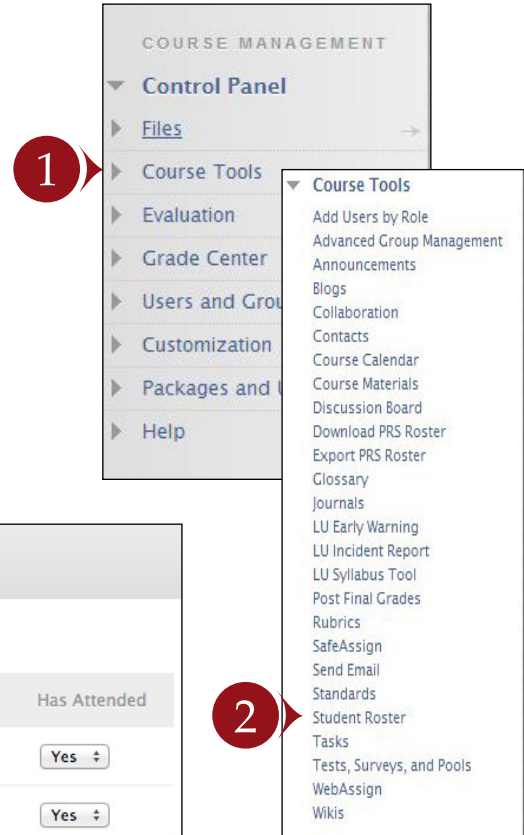 COURSE MANAGEMENT
Control Panel
Files
1
Course Tools
Evaluation
Grade Center
Users and Grou
Customization
Packages and
Help
Course Tools
Add Users by Role
Advanced Group Management
Announcements
Blogs
Collaboration
Contacts
Course Calendar
Course Materials
Discussion Board
Download PRS Roster
Export PRS Roster
Glossary
Journals
LU Early Warning
LU Incident Report
LU Syllabus Tool
Post Final Grades
Rubrics
SafeAssign
Send Email
Standards
2
Student Roster
Tasks
Tests, Surveys, and Pools
WebAssign
Wikis
Has Attended
Yes
Yes